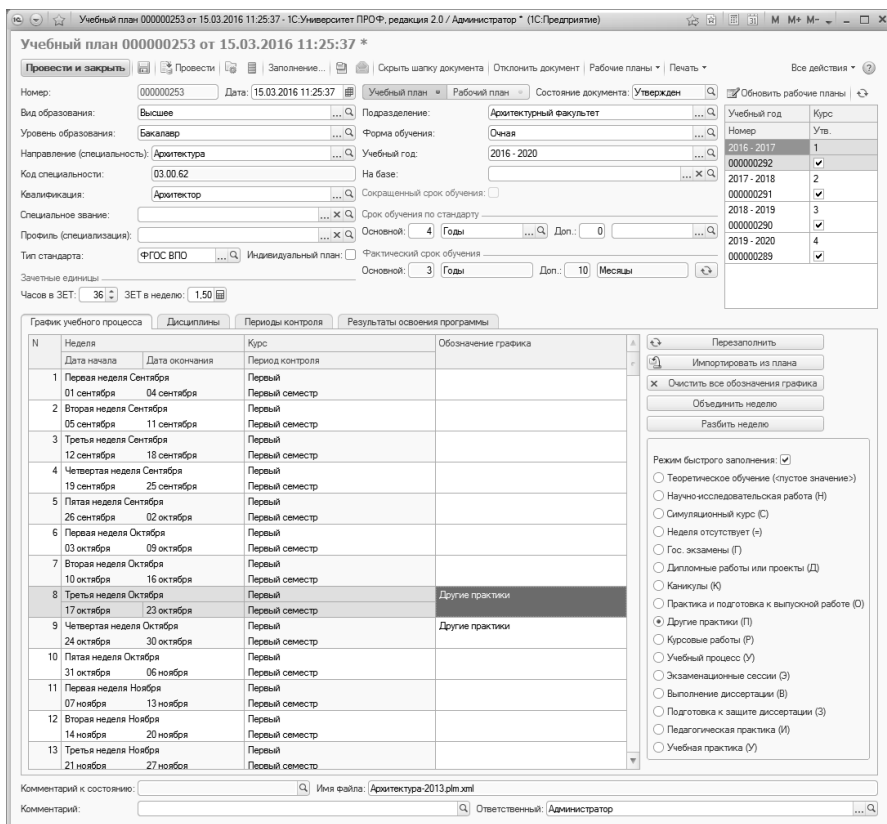 Учебный план 000000253 от 15.03.2016 11:25:37 - 1С:Университет ПРОФ, редакция 2.0 / Администратор * (1С:Предприятие) M M+ M-
Учебный план 000000253 от 15.03.2016 11:25:37 *
Провести и закрыть Провести Заполнение... Скрыть шапку документа Отклонить документ Рабочие планы Печать Все действия
Номер: 000000253 Дата: 15.03.2016 11:25:37 Учебный план Рабочий план Состояние документа: Утвержден Обновить рабочие планы
Вид образования: Высшее Подразделение: Архитектурный факультет
Уровень образования: Бакалавр Форма обучения: Очная
Направление (специальность): Архитектура Учебный год: 2016 - 2020
Код специальности: 03.00.62 На базе:
Квалификация: Архитектор Сокращенный срок обучения:
Специальное звание: Срок обучения по стандарту
Профиль (специализация): Основной: 4 Годы Доп.: 0
Тип стандарта: ФГОС ВПО Индивидуальный план: Фактический срок обучения
Основной: 3 Годы Доп.: 10 Месяцы
Зачетные единицы
Часов в ЗЕТ: 36 ЗЕТ в неделю: 1,50
Учебный год Курс
Номер Утв.
2016 - 2017 1
000000292
2017 - 2018 2
000000291
2018 - 2019 3
000000290
2019 - 2020 4
000000289
График учебного процесса Дисциплины Периоды контроля Результаты освоения программы
N Неделя Курс Обозначение графика
Дата начала Дата окончания Период контроля
1 Первая неделя Сентября Первый
01 сентября 04 сентября Первый семестр
2 Вторая неделя Сентября Первый
05 сентября 11 сентября Первый семестр
3 Третья неделя Сентября Первый
12 сентября 18 сентября Первый семестр
4 Четвертая неделя Сентября Первый
19 сентября 25 сентября Первый семестр
5 Пятая неделя Сентября Первый
26 сентября 02 октября Первый семестр
6 Первая неделя Октября Первый
03 октября 09 октября Первый семестр
7 Вторая неделя Октября Первый
10 октября 16 октября Первый семестр
8 Третья неделя Октября Первый Другие практики
17 октября 23 октября Первый семестр
9 Четвертая неделя Октября Первый Другие практики
24 октября 30 октября Первый семестр
10 Пятая неделя Октября Первый
31 октября 06 ноября Первый семестр
11 Первая неделя Ноября Первый
07 ноября 13 ноября Первый семестр
12 Вторая неделя Ноября Первый
14 ноября 20 ноября Первый семестр
13 Третья неделя Ноября Первый
21 ноября 27 ноября Первый семестр
Перезаполнить
Импортировать из плана
Очистить все обозначения графика
Объединить неделю
Разбить неделю
Режим быстрого заполнения:
Теоретическое обучение (<пустое значение>)
Научно-исследовательская работа (Н)
Симуляционный курс (С)
Неделя отсутствует (=)
Гос. экзамены (Г)
Дипломные работы или проекты (Д)
Каникулы (К)
Практика и подготовка к выпускной работе (О)
Другие практики (П)
Курсовые работы (Р)
Учебный процесс (У)
Экзаменационные сессии (Э)
Выполнение диссертации (В)
Подготовка к защите диссертации (З)
Педагогическая практика (И)
Учебная практика (У)
Комментарий к состоянию: Имя файла: Архитектура-2013.plm.xml
Комментарий: Ответственный: Администратор